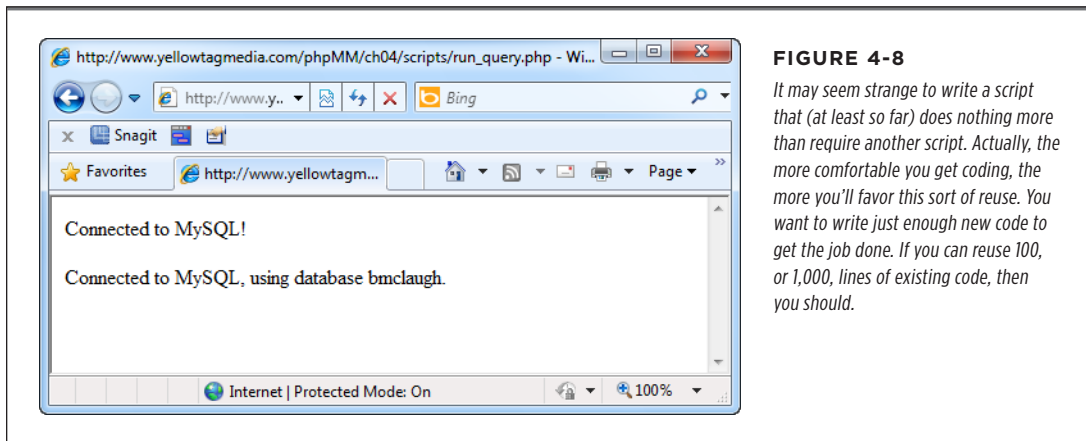 http://www.yellowtagmedia.com/phpMM/ch04/scripts/run_query.php - Wi...
http://www.y..
Bing
x Snagit
Favorites
http://www.yellowtagm...
Page
Connected to MySQL!
Connected to MySQL, using database bmclaugh.
Internet | Protected Mode: On
100%
FIGURE 4-8
It may seem strange to write a script
that (at least so far) does nothing more
than require another script. Actually, the
more comfortable you get coding, the
more you'll favor this sort of reuse. You
want to write just enough new code to
get the job done. If you can reuse 100,
or 1,000, lines of existing code, then
you should.